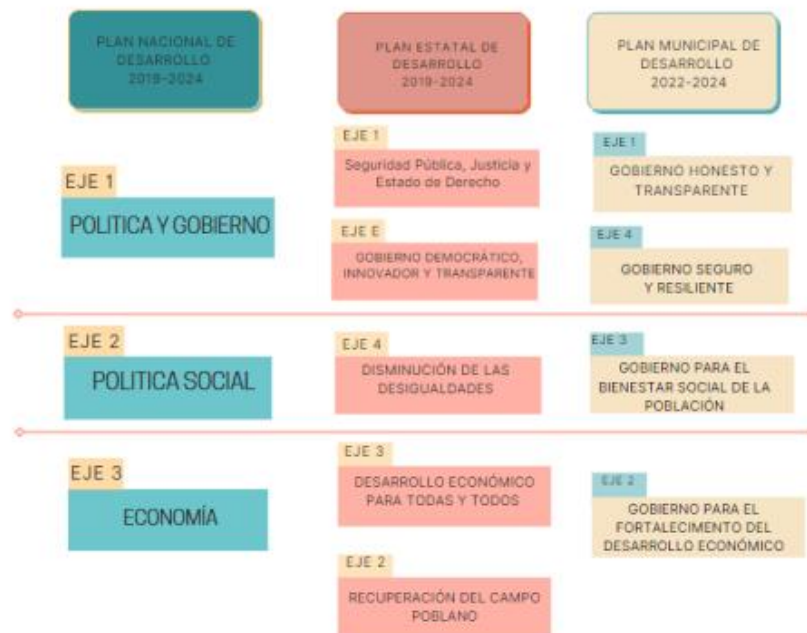 PLAN NACIONAL DE
DESARROLLO
2019-2024
PLAN ESTATAL DE
DESARROLLO
2019-2024
PLAN MUNICIPAL DE
DESARROLLO
2022-2024
EJE 1
POLITICA Y GOBIERNO
EJE 1
Seguridad Pública, Justicia y
Estado de Derecho
EJE E
GOBIERNO DEMOCRÁTICO,
INNOVADOR Y TRANSPARENTE
EJE 1
GOBIERNO HONESTO Y
TRANSPARENTE
EJE 4
GOBIERNO SEGURO
Y RESILIENTE
EJE 2
POLITICA SOCIAL
EJE 4
DISMINUCIÓN DE LAS
DESIGUALDADES
EJE 3
GOBIERNO PARA EL
BIENESTAR SOCIAL DE LA
POBLACIÓN
EJE 3
ECONOMÍA
EJE 3
DESARROLLO ECONÓMICO
PARA TODAS Y TODOS
EJE 2
RECUPERACIÓN DEL CAMPO
POBLANO
EJE 2
GOBIERNO PARA EL
FORTALECIMENTO DEL
DESARROLLO ECONÓMICO